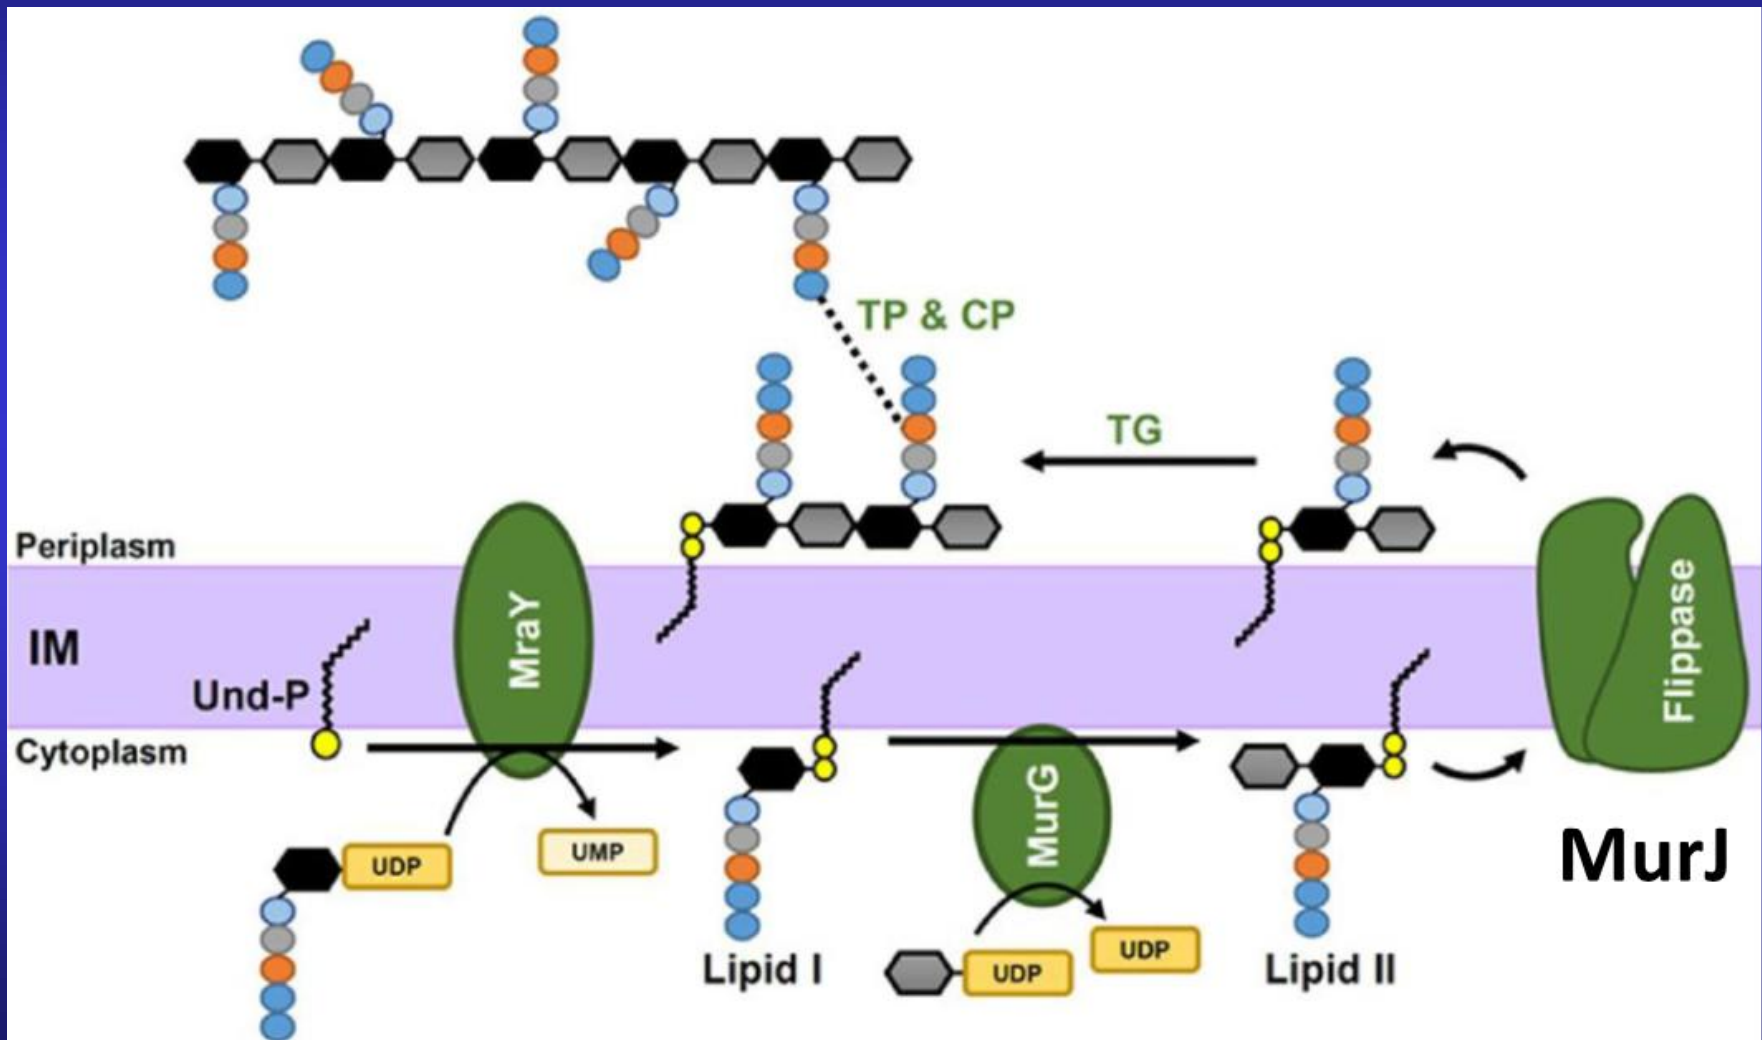 TP & CP
TG
Periplasm
IM
Und-P
Cytoplasm
MraY
Flippase
UDP
UMP
MurG
MurJ
Lipid I
UDP
UDP
Lipid II